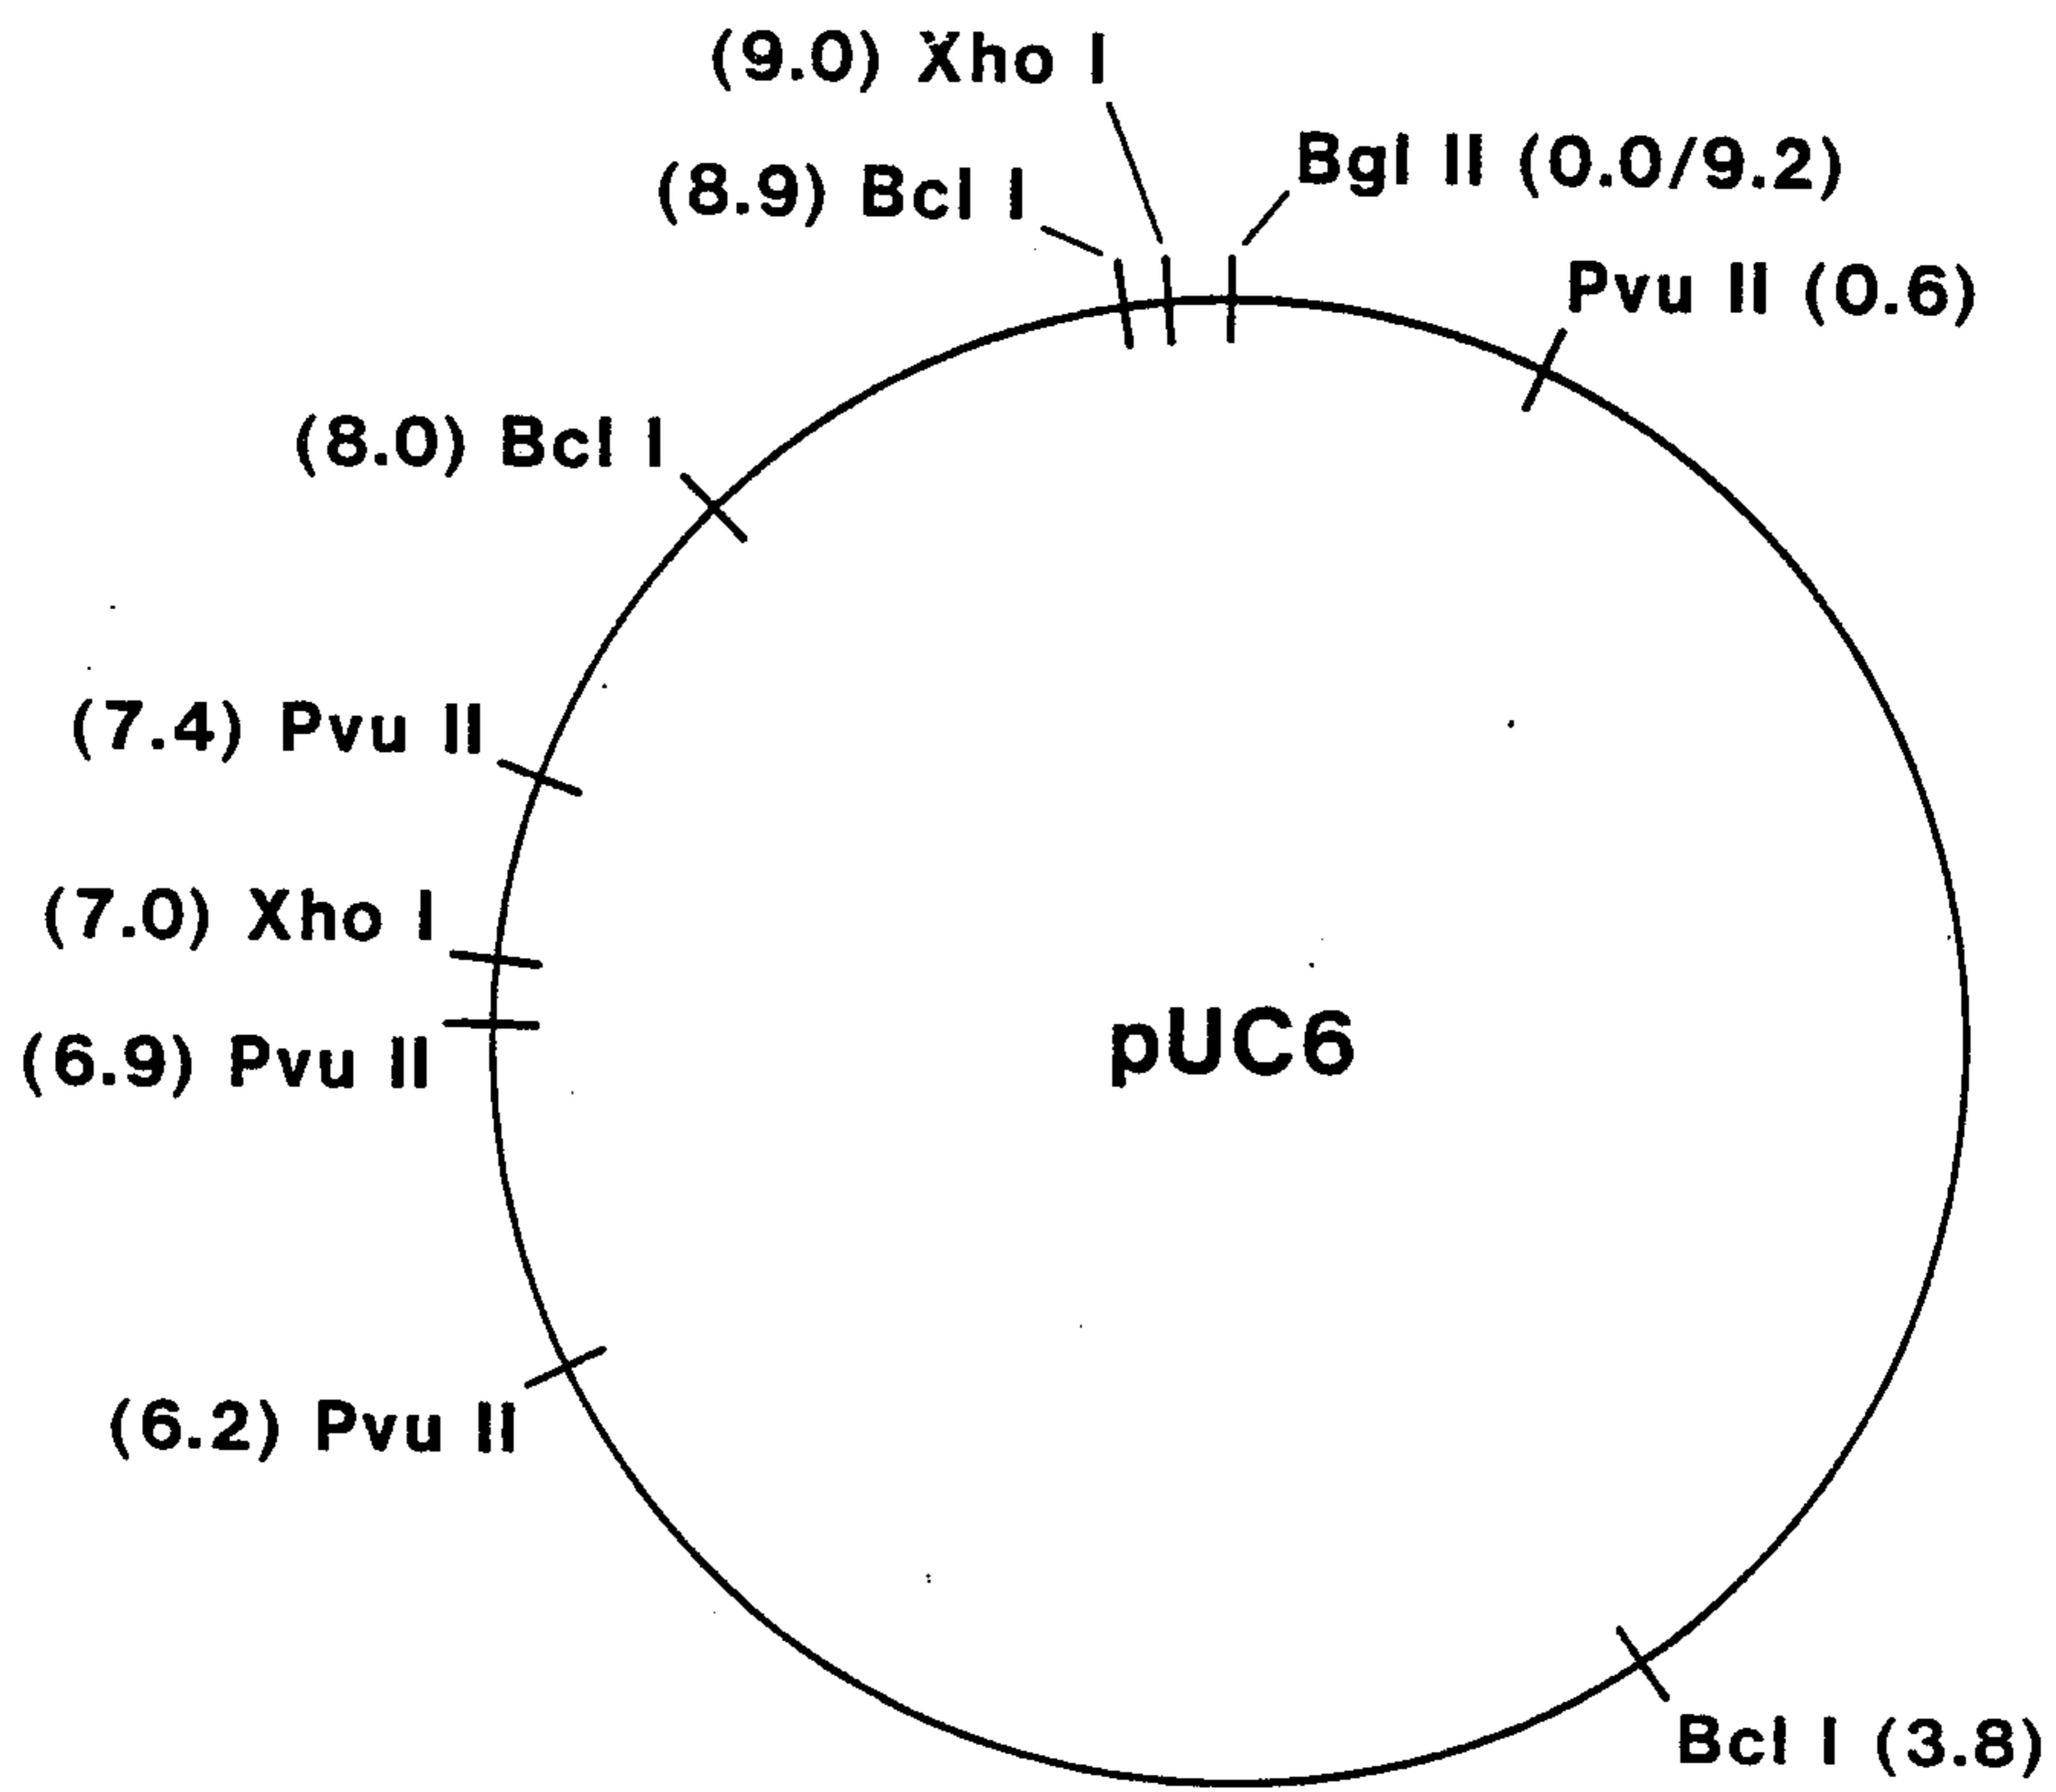 (9.0) Xho I
Bgl II (0.0/9.2)
(8.9) Bcl I
Pvu II (0.6)
(8.0) Bcl I
(7.4) Pvu II
(7.0) Xho I
pUC6
(6.9) Pvu II
(6.2) Pvu II
Bcl I (3.8)